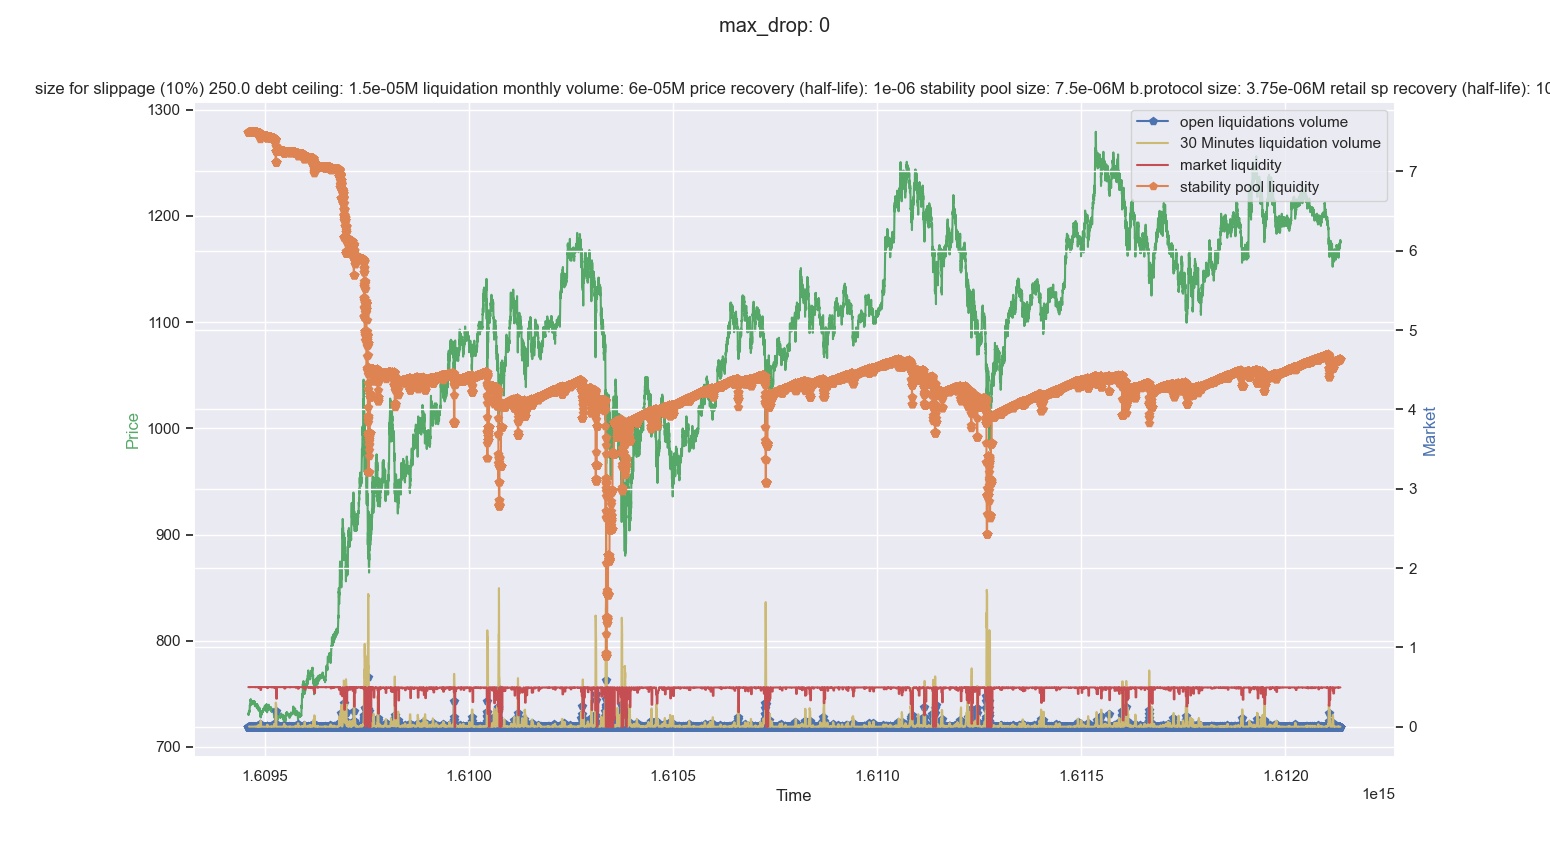 max_drop: 0
size for slippage (10%) 250.0 debt ceiling: 1.5e-05M liquidation monthly volume: 6e-05M price recovery (half-life): 1e-06 stability pool size: 7.5e-06M b.protocol size: 3.75e-06M retail sp recovery (half-life): 10
open liquidations volume
30 Minutes liquidation volume
market liquidity
stability pool liquidity
1300
1200
1100
1000
900
800
700
Price
7
6
5
4
3
2
1
0
Market
1.6095
1.6100
1.6105
1.6110
1.6115
1.6120
Time
1e15